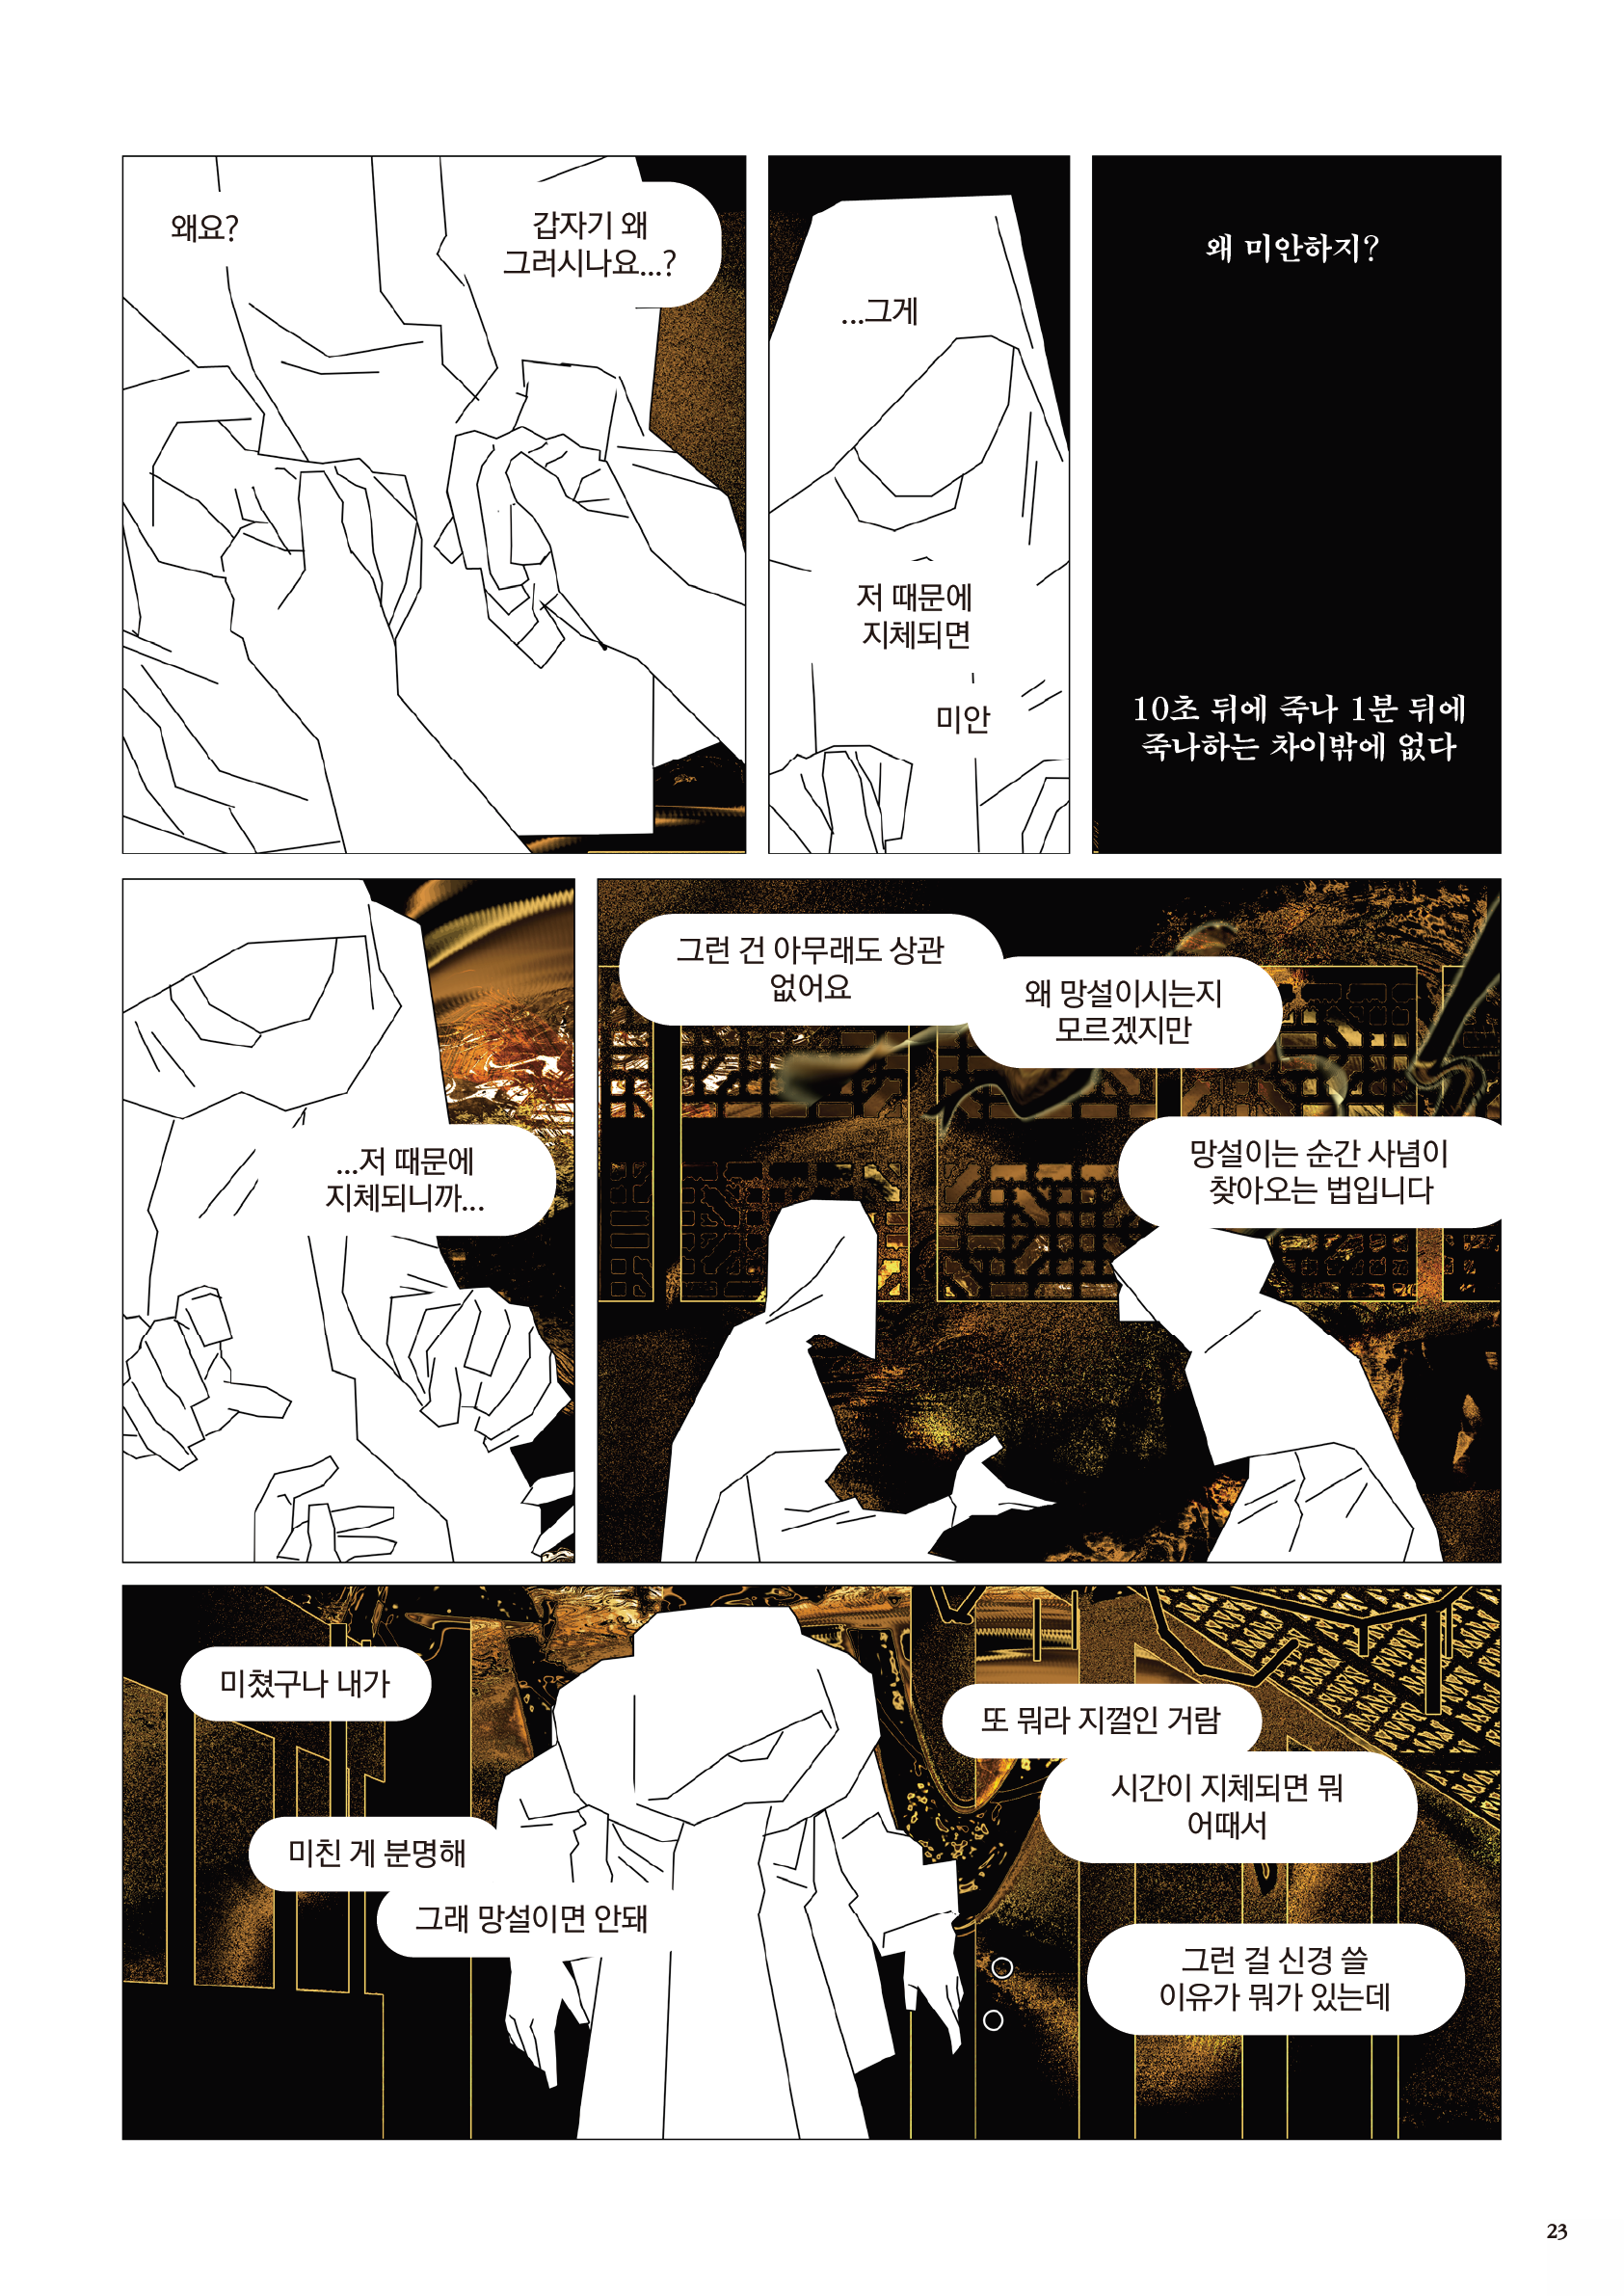 왜요?
갑자기 왜
그러시나요...?
...그게
저 때문에
지체되면
미안
왜 미안하지?
10초 뒤에 죽나 1분 뒤에
죽나하는 차이밖에 없다
...저 때문에
지체되니까...
그런 건 아무래도 상관
없어요
왜 망설이시는지
모르겠지만
망설이는 순간 사념이
찾아오는 법입니다
미쳤구나 내가
미친 게 분명해
그래 망설이면 안돼
또 뭐라 지껄인 거람
시간이 지체되면 뭐
어때서
그런 걸 신경 쓸
이유가 뭐가 있는데
23